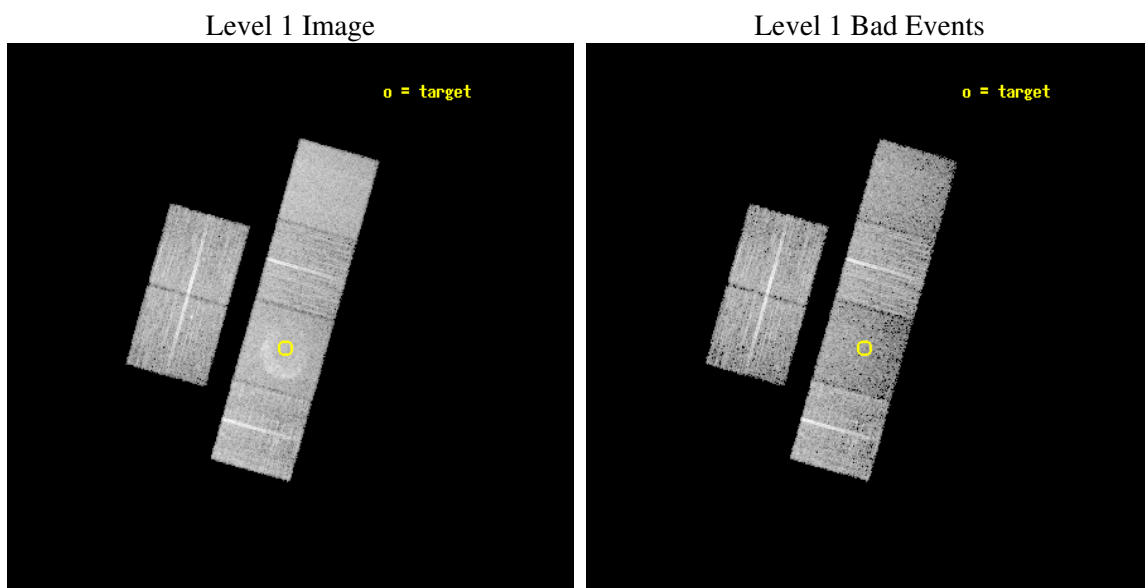 Level 1 Image
Level 1 Bad Events
o = target
o = target